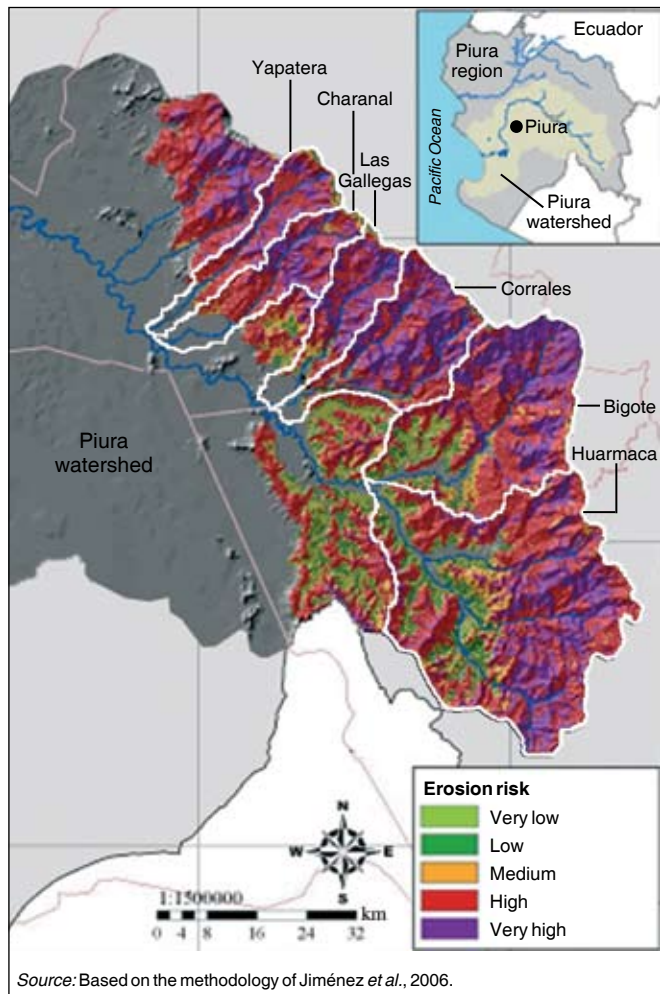 Ecuador
Piura
region
Piura
Pacific Ocean
Piura
watershed
Yapatera
Charanal
Las
Gallegas
Corrales
Bigote
Huarmaca
Piura
watershed
Erosion risk
Very low
Low
Medium
High
Very high
N
W E
S
1:1500000
km
0 4 8 16 24 32
Source: Based on the methodology of Jiménez et al., 2006.